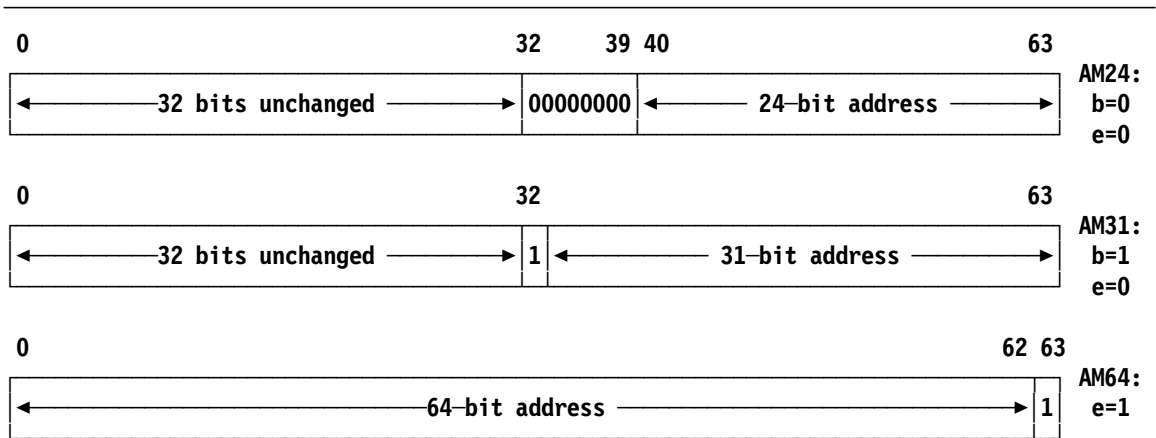 0 32 39 40 63
AM24:
32 bits unchanged 00000000 24-bit address b=0
e=0
0 32 63
AM31:
32 bits unchanged 1 31-bit address b=1
e=0
0 62 63
AM64:
64-bit address 1 e=1